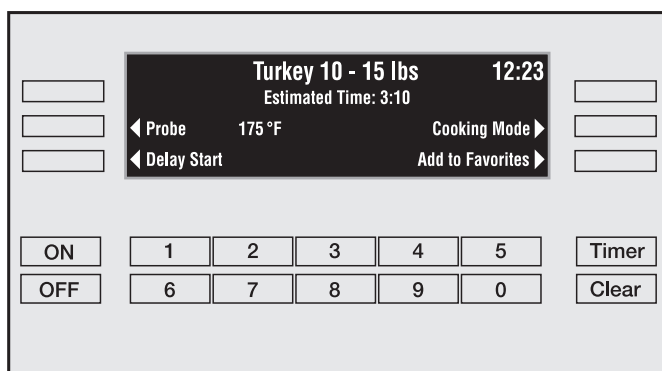 Turkey 10 - 15 lbs 12:23
Estimated Time: 3:10
Probe 175 °F Cooking Mode
Delay Start Add to Favorites
ON 1 2 3 4 5 Timer
OFF 6 7 8 9 0 Clear